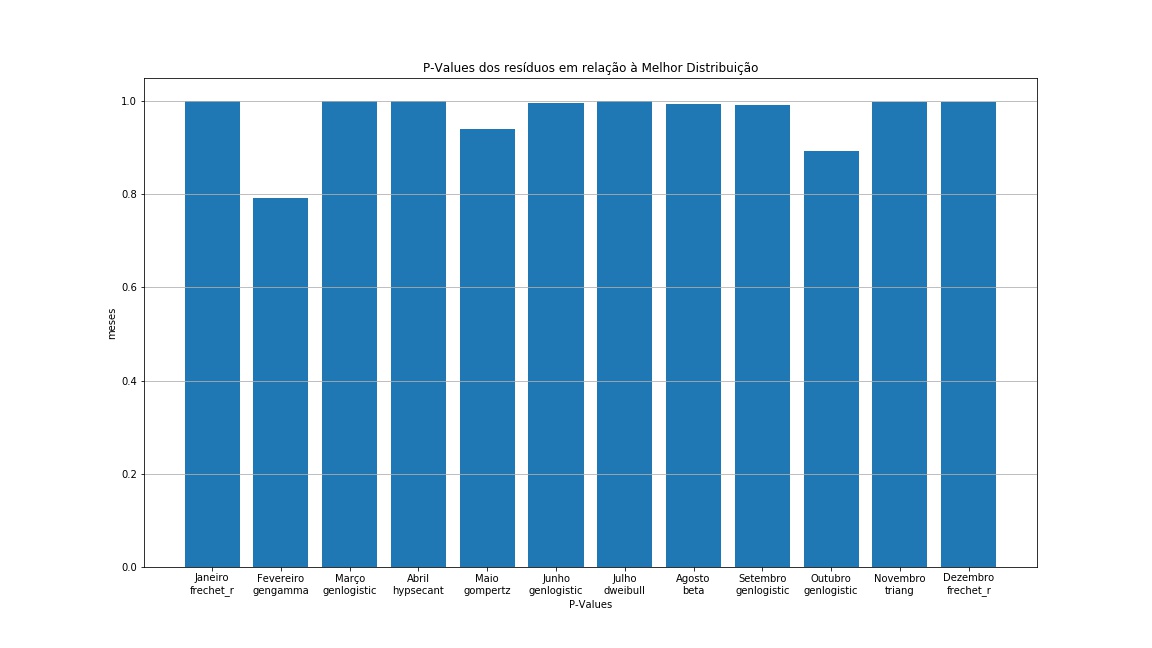 P-Values dos resíduos em relação à Melhor Distribuição
1.0
0.8
0.6
0.4
0.2
0.0
meses
Janeiro
frechet_r
Fevereiro
gengamma
Março
genlogistic
Abril
hypsecant
Maio
gompertz
Junho
genlogistic
Julho
dweibull
Agosto
beta
Setembro
genlogistic
Outubro
genlogistic
Novembro
triang
Dezembro
frechet_r
P-Values